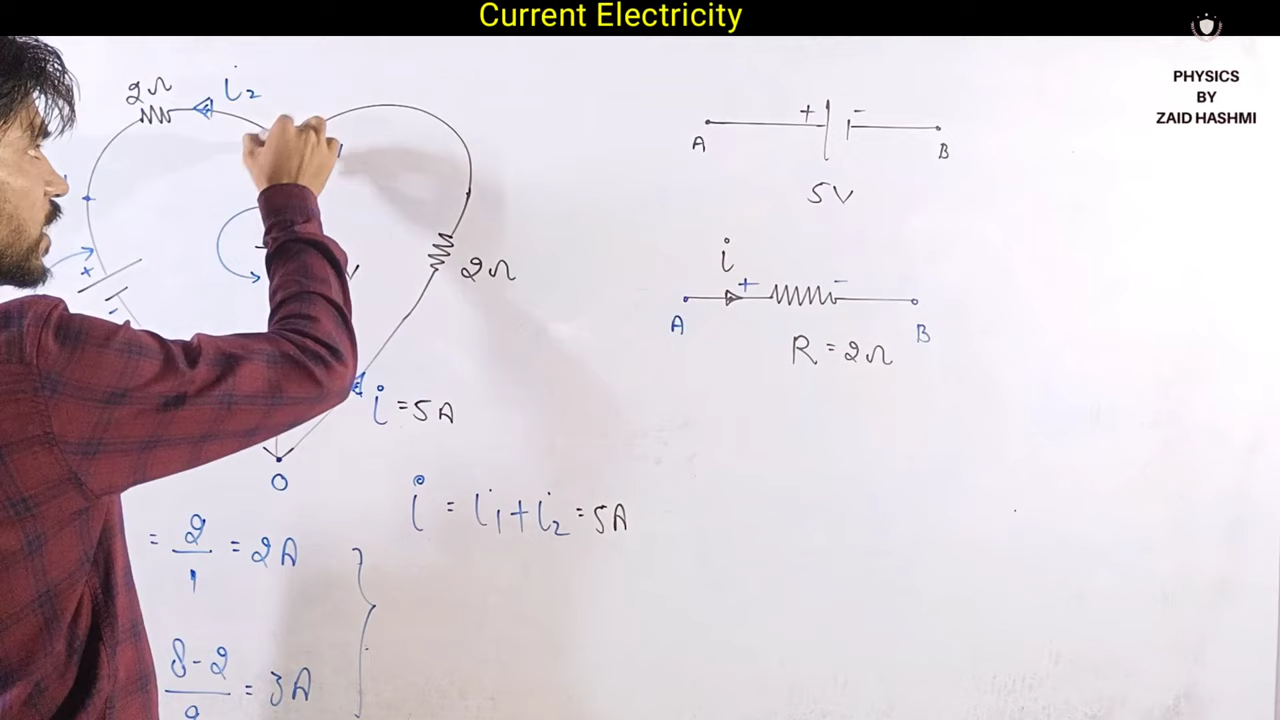 Current Electricity
PHYSICS
BY
ZAID HASHMI
2Ω i₂
2Ω
+
-
i = 5A
O
= 2/1 = 2A
8-2/ = 3A
i = i₁ + i₂ = 5A
+ -
A B
5V
i
+ -
A B
R = 2Ω